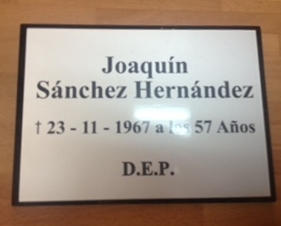 Joaquín
Sánchez Hernández
† 23 - 11 - 1967 a los 57 Años
D.E.P.